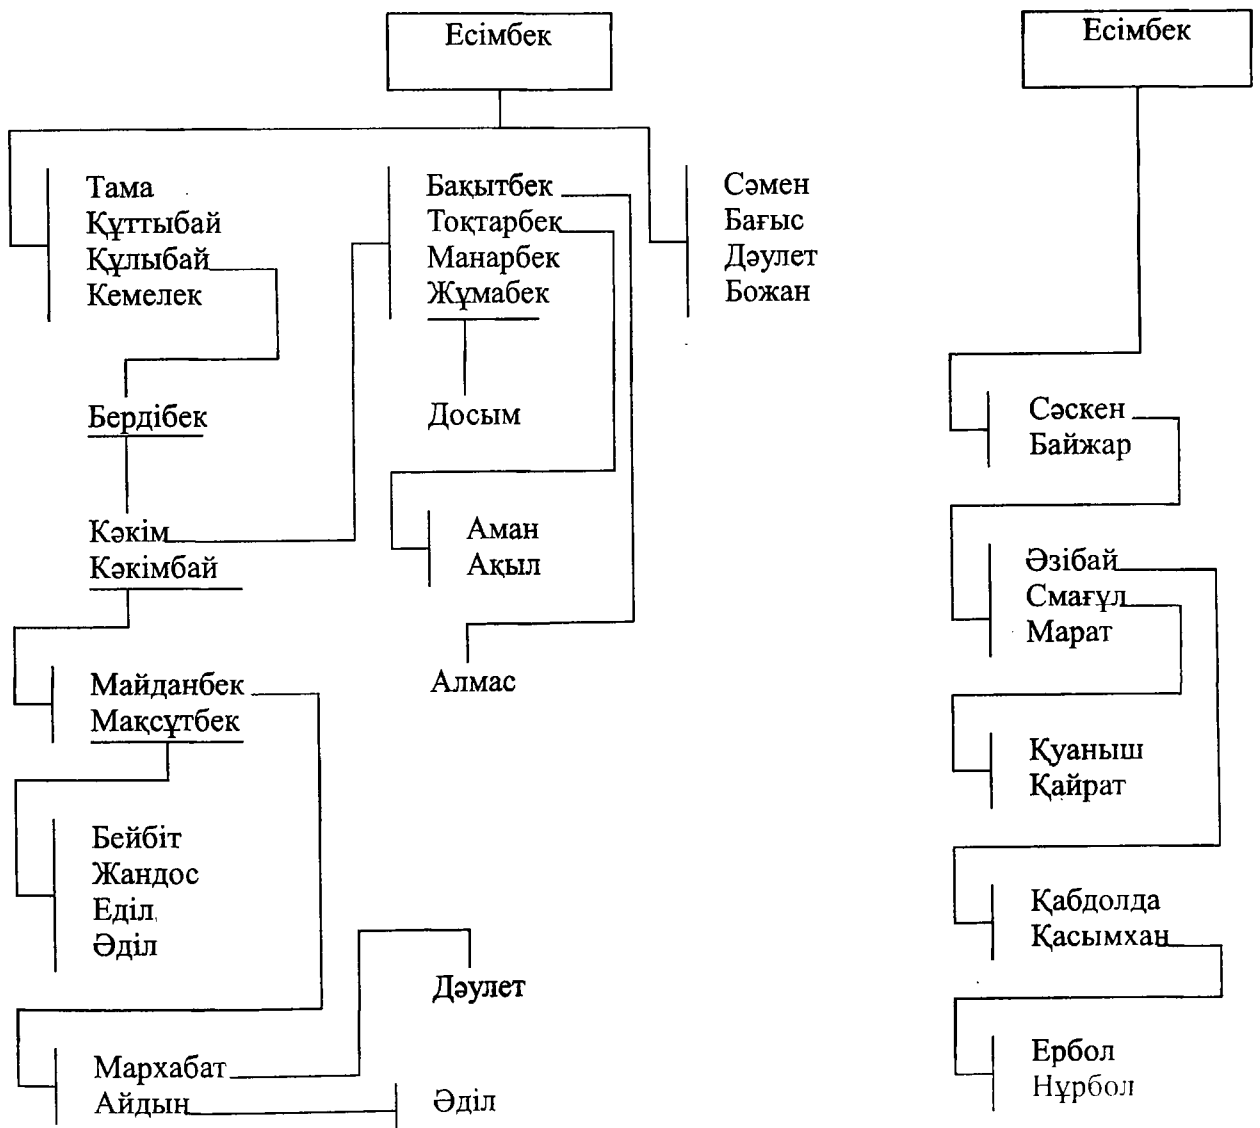 Есімбек
Тама
Құттыбай
Құлыбай
Кемелек
Бақытбек
Тоқтарбек
Манарбек
Жұмабек
Сәмен
Бағыс
Дәулет
Божан
Бердібек
Досым
Кәкім
Кәкімбай
Аман
Ақыл
Алмас
Майданбек
Мақсұтбек
Бейбіт
Жандос
Еділ
Әділ
Дәулет
Мархабат
Айдын
Әділ
Есімбек
Сәскен
Байжар
Әзібай
Смағұл
Марат
Қуаныш
Қайрат
Қабдолда
Қасымхан
Ербол
Нұрбол